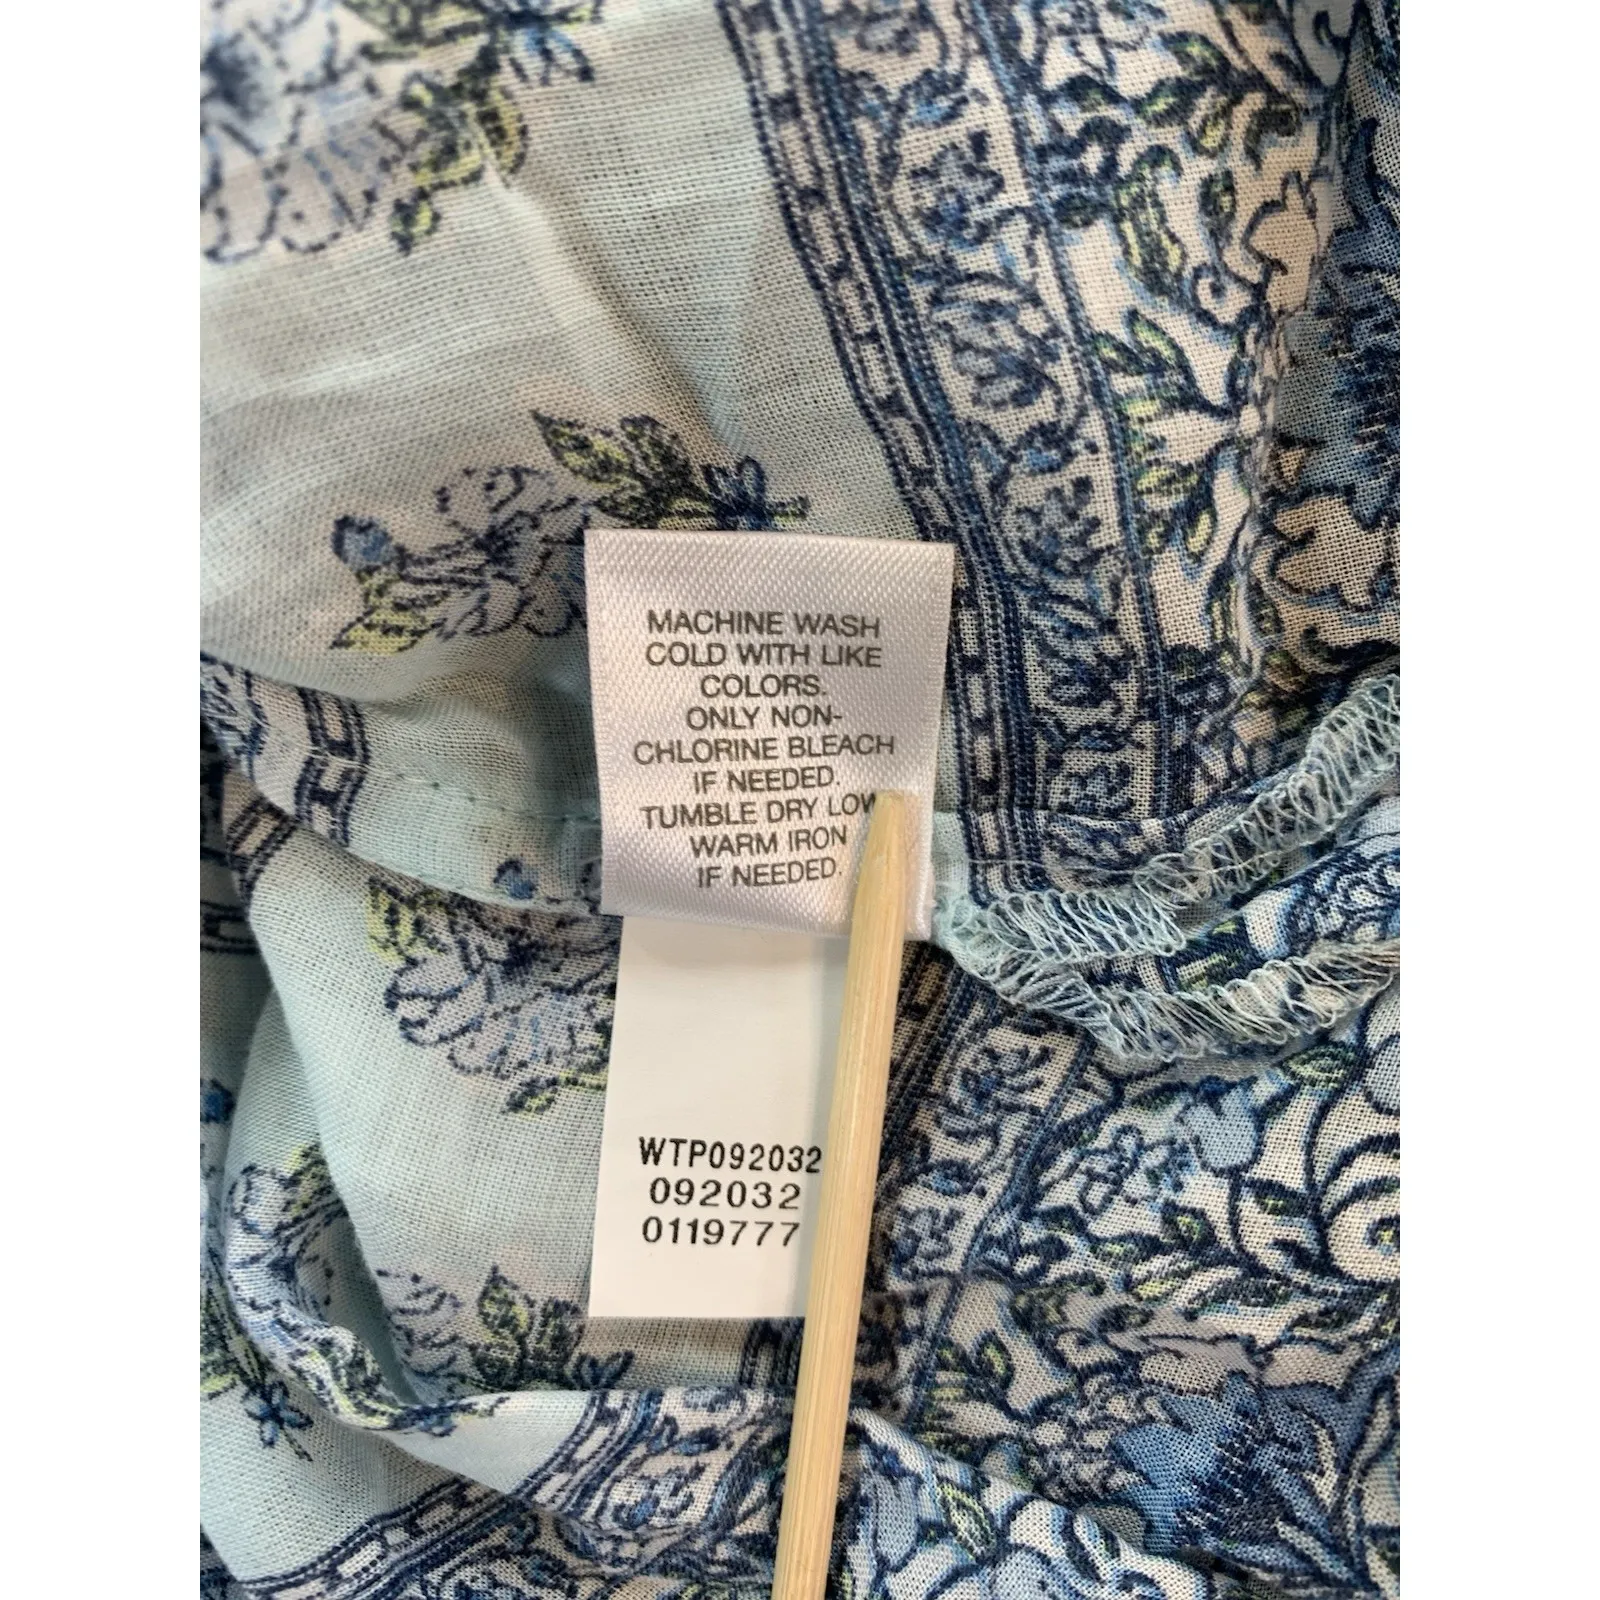 MACHINE WASH
COLD WITH LIKE
COLORS.
ONLY NON-
CHLORINE BLEACH
IF NEEDED.
TUMBLE DRY LOW
WARM IRON
IF NEEDED.
WTP092032
092032
0119777